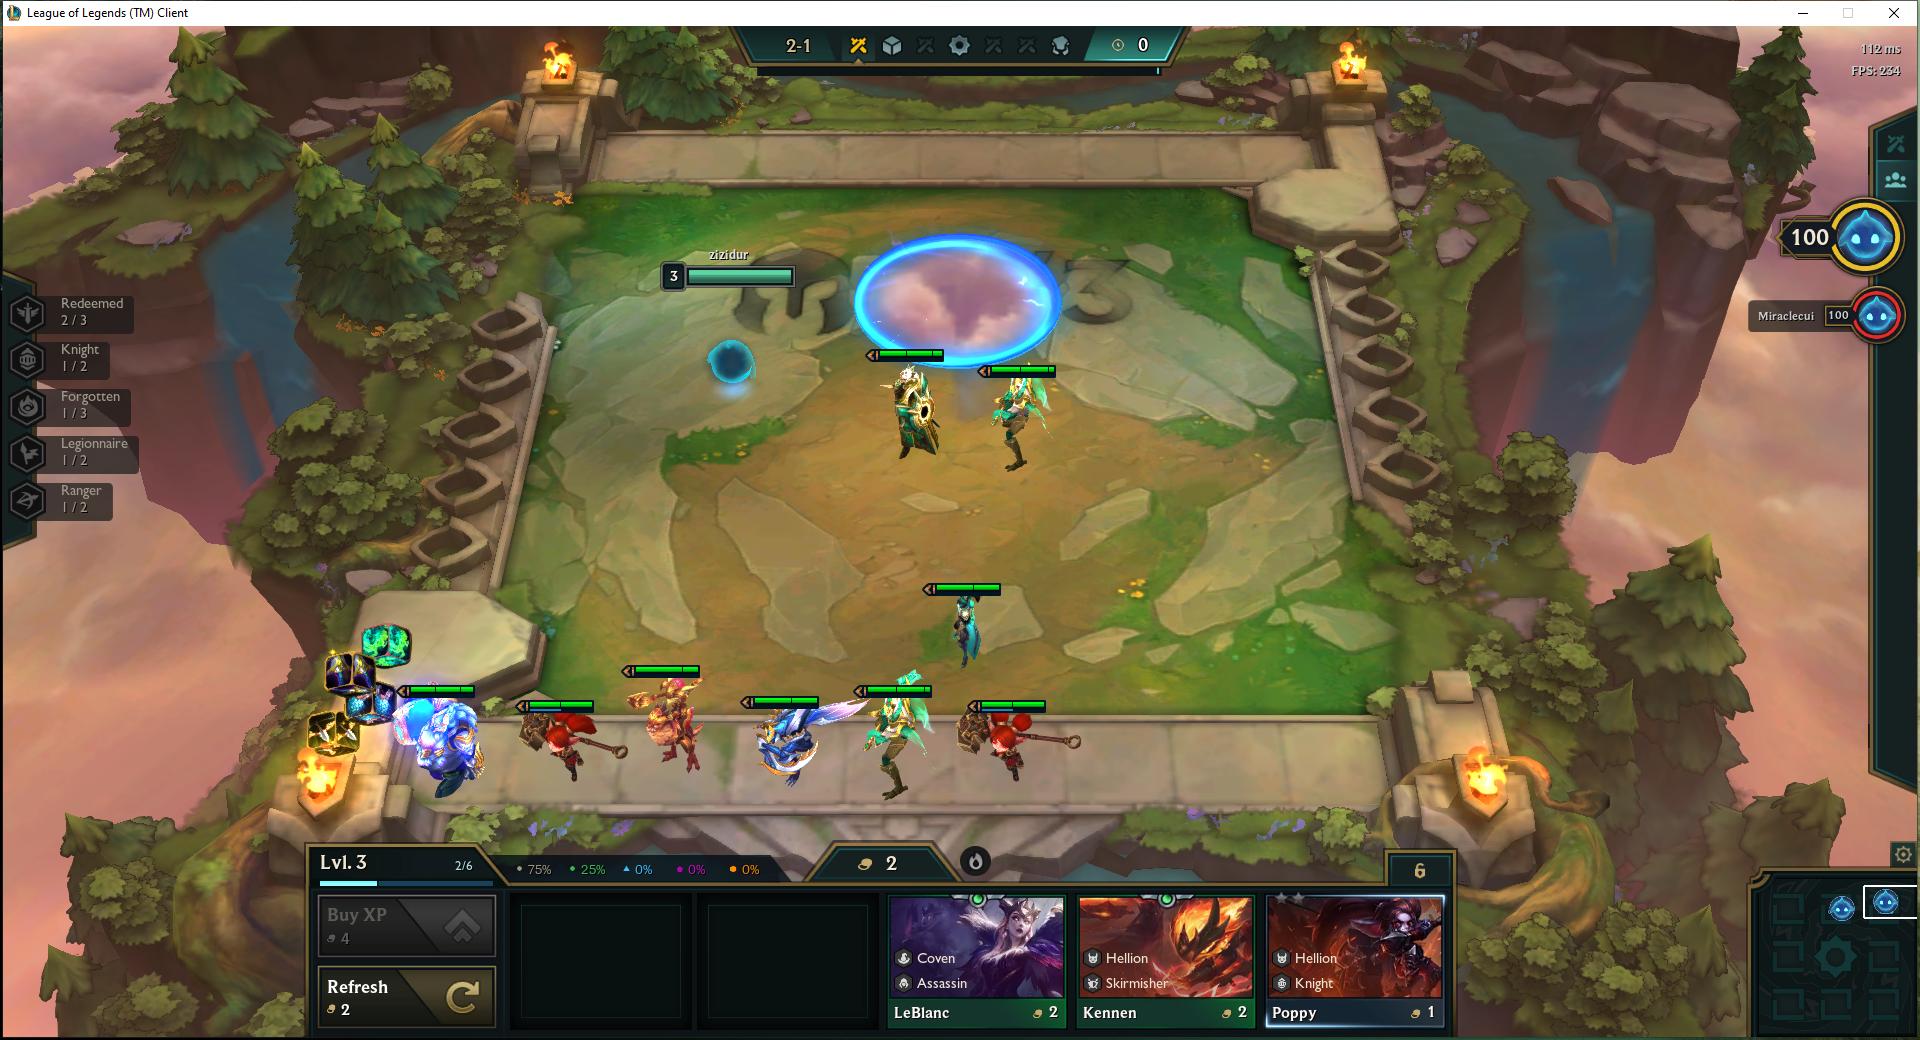 League of Legends (TM) Client
2-1
0
112 ms
FPS: 234
zizidur
3
100
Miraclecui
100
Redeemed
2 / 3
Knight
1 / 2
Forgotten
1 / 3
Legionnaire
1 / 2
Ranger
1 / 2
Lvl. 3
2/6
75%
25%
0%
0%
0%
2
6
Buy XP
4
Refresh
2
Coven
Assassin
LeBlanc
2
Hellion
Skirmisher
Kennen
2
Hellion
Knight
Poppy
1